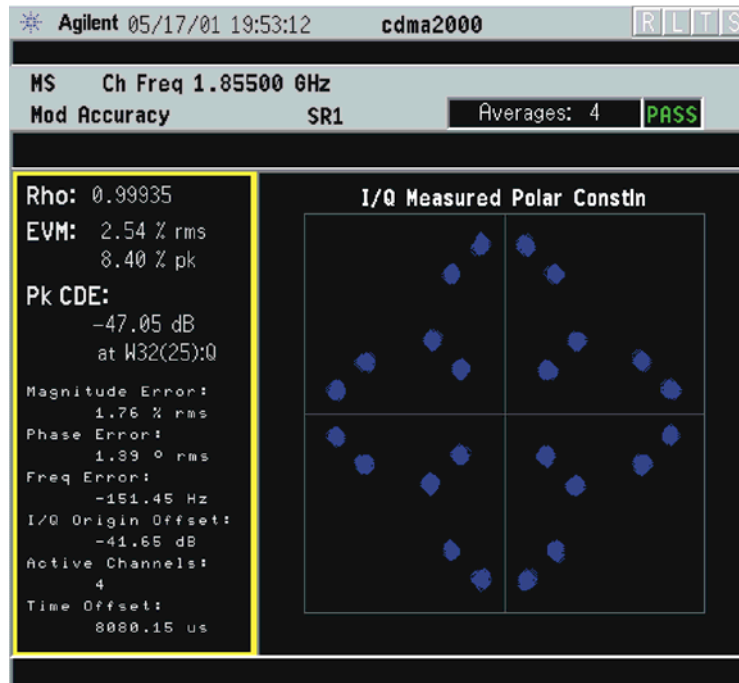 Agilent 05/17/01 19:53:12 cdma2000 R L T S
MS Ch Freq 1.85500 GHz
Mod Accuracy SR1 Averages: 4 PASS
Rho: 0.99935
EVM: 2.54 % rms
8.40 % pk
Pk CDE:
-47.05 dB
at W32(25):Q
Magnitude Error:
1.76 % rms
Phase Error:
1.39 º rms
Freq Error:
-151.45 Hz
I/Q Origin Offset:
-41.65 dB
Active Channels:
4
Time Offset:
8080.15 us
I/Q Measured Polar Constln